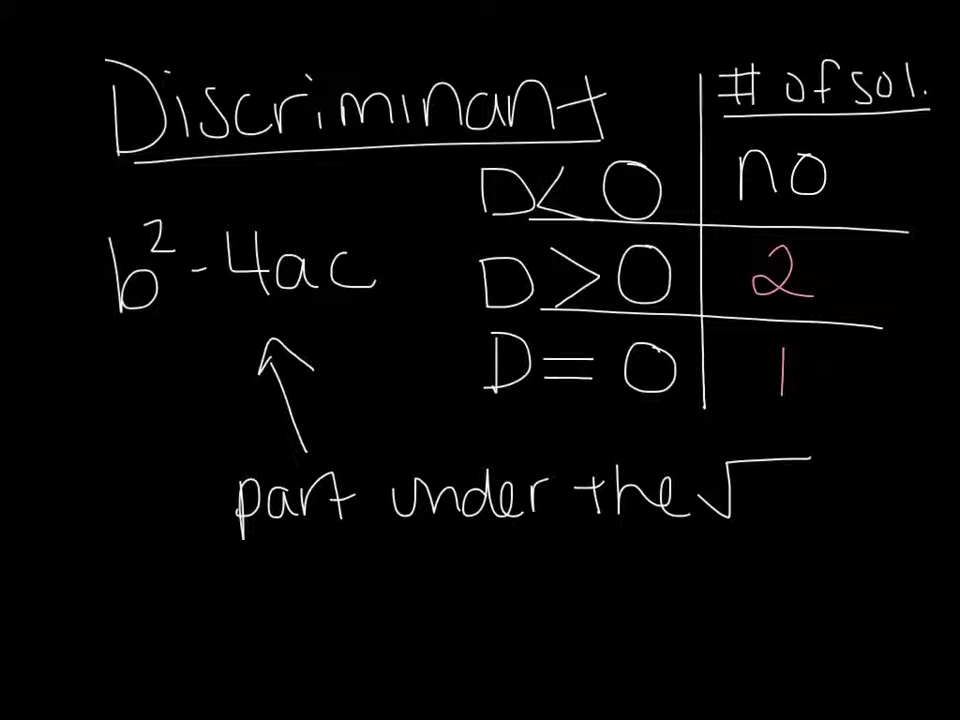 Discriminant
# of sol.
D<0 no
b²-4ac
D>0 2
D=0 1
part under the √